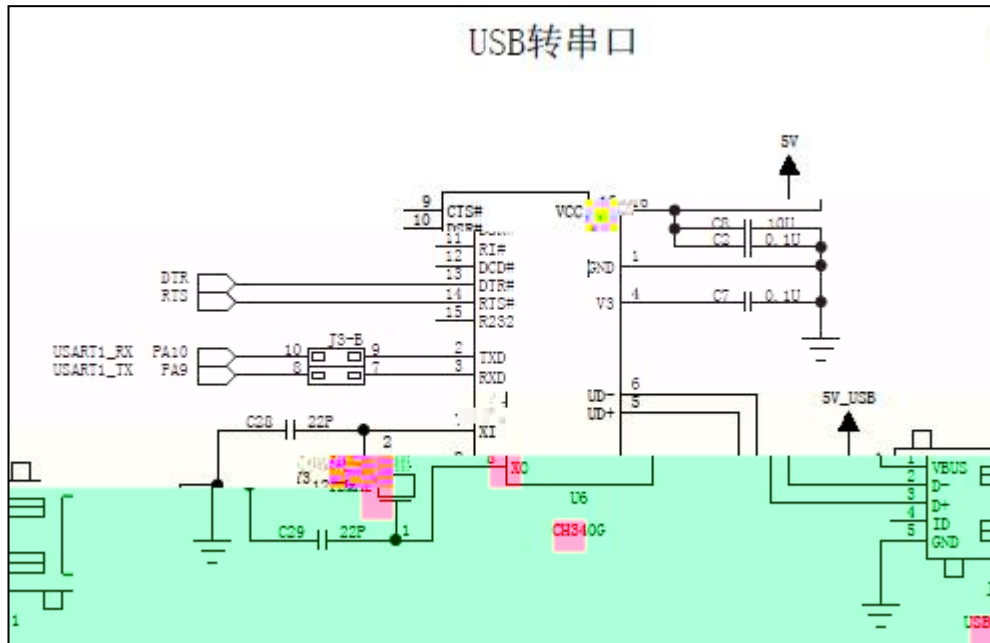 USB转串口
5V
9 CTS# VCC
10
C8 10U
C2 0.1U
11 RI#
12 DCD# GND 1
DTR 13 DTR#
RTS 14 RTS# V3 4 C7 0.1U
15 R232
J3-B
USART1_RX PA10 10 9 2 TXD
USART1_TX PA9 8 7 3 RXD
UD- 6
UD+ 5
5V_USB
C28 22P XI
2
XO
1 VBUS
2 D-
3 D+
4 ID
5 GND
U6
C29 22P 1 CH340G
1
USB